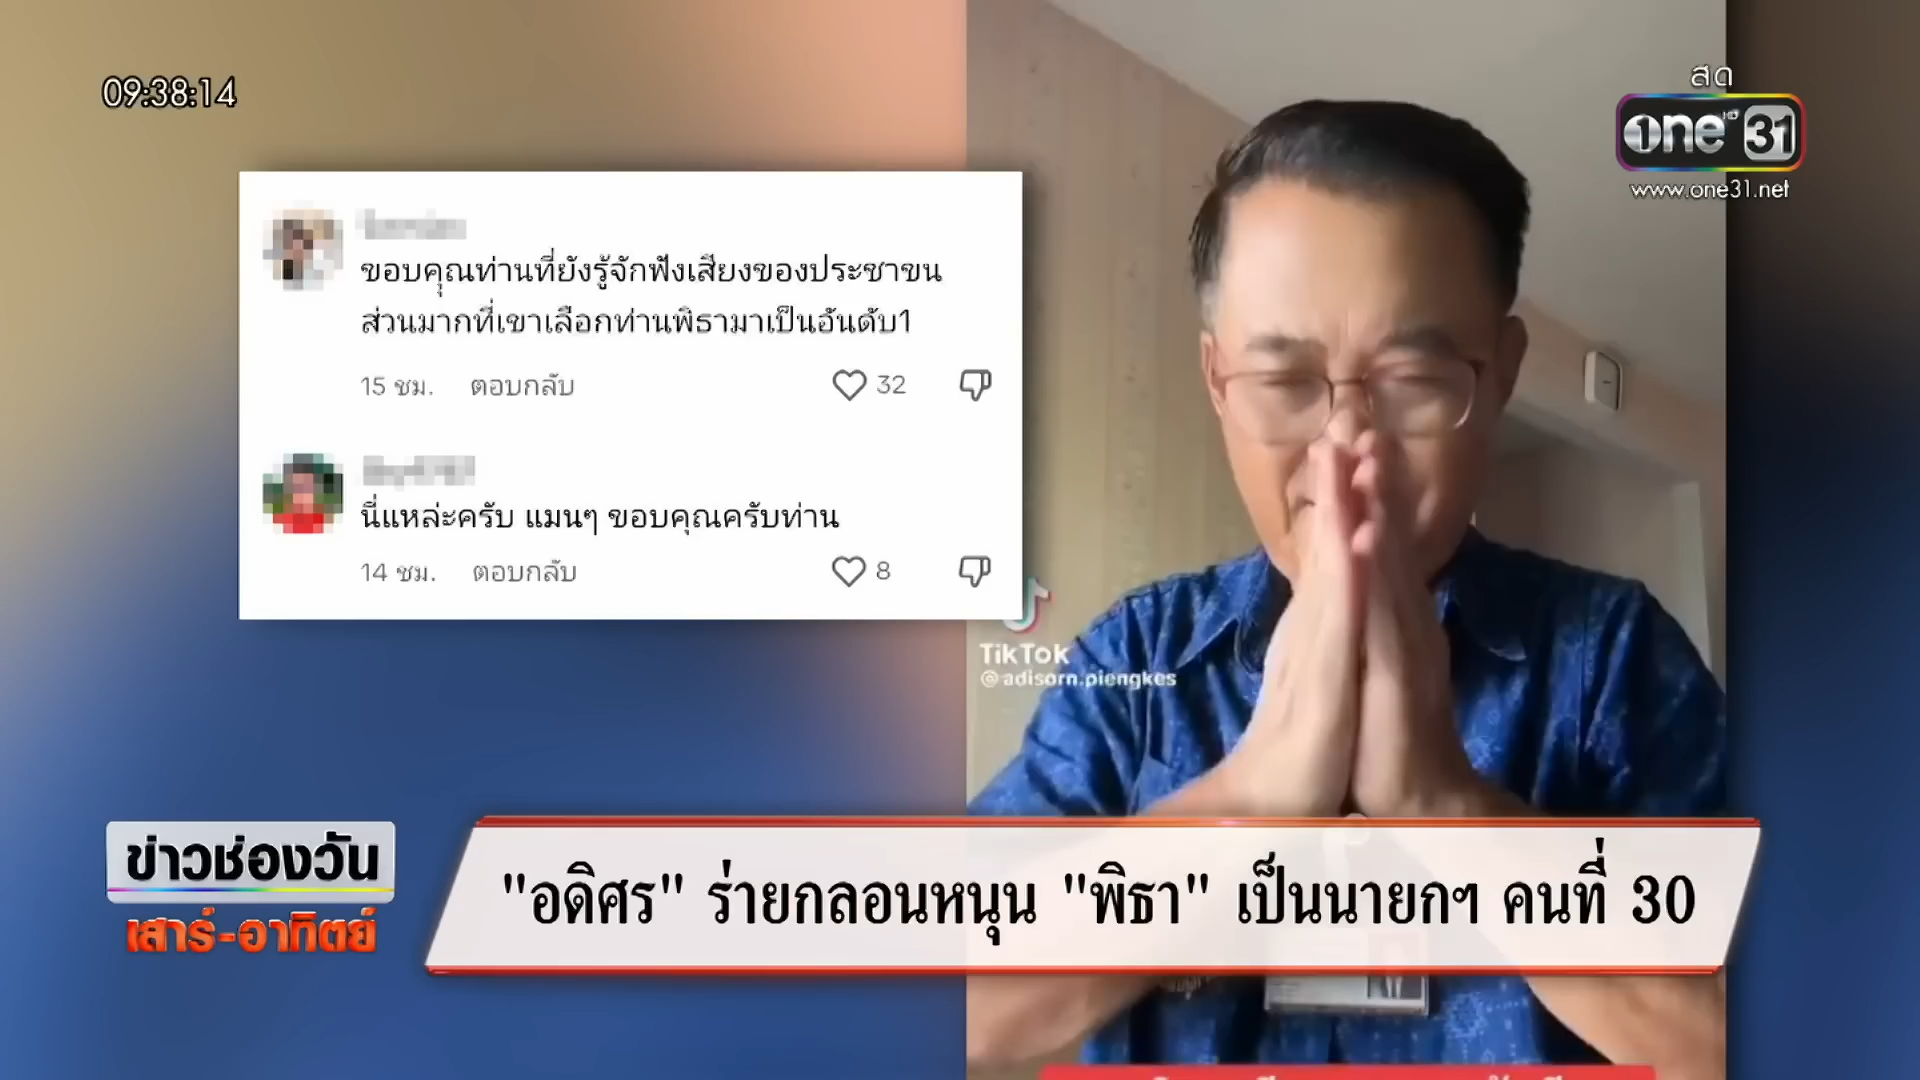 09:38:14
สด
one HD 31
www.one31.net
ขอบคุณท่านที่ยังรู้จักฟังเสียงของประชาขน
ส่วนมากที่เขาเลือกท่านพิธามาเป็นอันดับ1
15 ชม. ตอบกลับ 32
นี่แหล่ะครับ แมนๆ ขอบคุณครับท่าน
14 ชม. ตอบกลับ 8
TikTok
@adisorn.piengkes
ข่าวช่องวัน
เสาร์-อาทิตย์
"อดิศร" ร่ายกลอนหนุน "พิธา" เป็นนายกฯ คนที่ 30